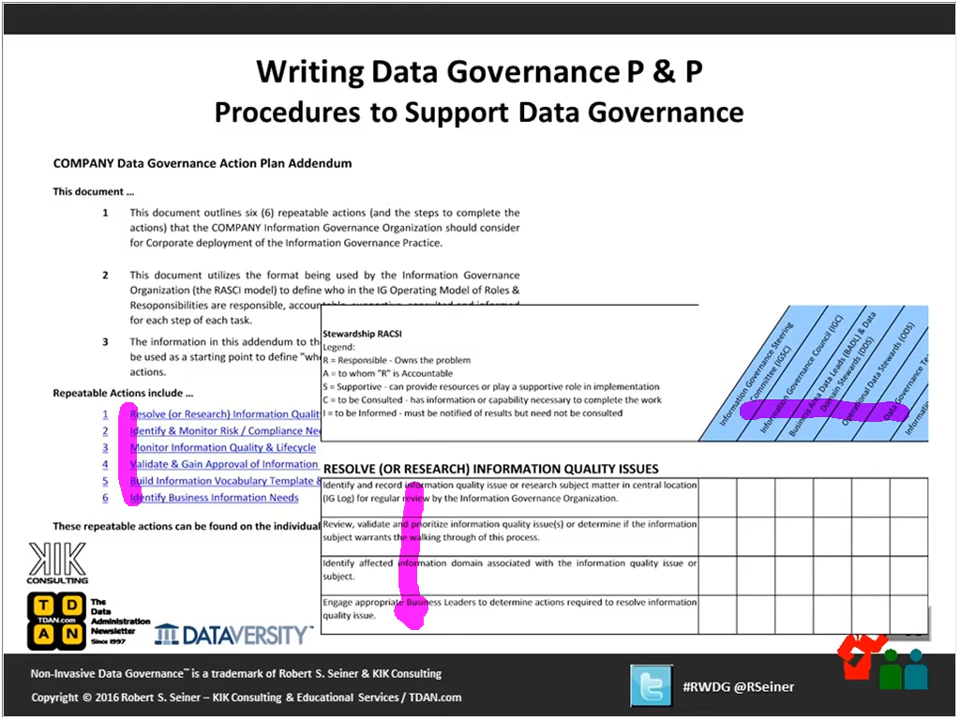 Writing Data Governance P & P
Procedures to Support Data Governance
COMPANY Data Governance Action Plan Addendum
This document ...
1 This document outlines six (6) repeatable actions (and the steps to complete the
actions) that the COMPANY Information Governance Organization should consider
for Corporate deployment of the Information Governance Practice.
2 This document utilizes the format being used by the Information Governance
Organization (the RASCI model) to define who in the IG Operating Model of Roles &
Resoponsibilities are responsible, accountable, supportive, consulted and informed
for each step of each task.
3 The information in this addendum to th
be used as a starting point to define "wh
actions.
Repeatable Actions include ...
1 Resolve (or Research) Information Qualit
2 Identify & Monitor Risk / Compliance Nee
3 Monitor Information Quality & Lifecycle
4 Validate & Gain Approval of Information
5 Build Information Vocabulary Template &
6 Identify Business Information Needs
These repeatable actions can be found on the individual
Stewardship RACSI
Legend:
R = Responsible - Owns the problem
A = to whom "R" is Accountable
S = Supportive - can provide resources or play a supportive role in implementation
C = to be Consulted - has information or capability necessary to complete the work
I = to be Informed - must be notified of results but need not be consulted
Information Governance Steering
Committee (IGSC)
Information Governance Council (IGC)
Business Area Data Leads (BADL) & Data
Domain Stewards (DDS)
Operational Data Stewards (ODS)
Data Governance Te
Informatio
RESOLVE (OR RESEARCH) INFORMATION QUALITY ISSUES
Identify and record information quality issue or research subject matter in central location
(IG Log) for regular review by the Information Governance Organization.
Review, validate and prioritize information quality issue(s) or determine if the information
subject warrants the walking through of this process.
Identify affected information domain associated with the information quality issue or
subject.
Engage appropriate Business Leaders to determine actions required to resolve information
quality issue.
KIK
CONSULTING
TDAN.com
The
Data
Administration
Newsletter
Since 1997
DATAVERSITY™
Non-Invasive Data Governance™ is a trademark of Robert S. Seiner & KIK Consulting
Copyright © 2016 Robert S. Seiner – KIK Consulting & Educational Services / TDAN.com
#RWDG @RSeiner